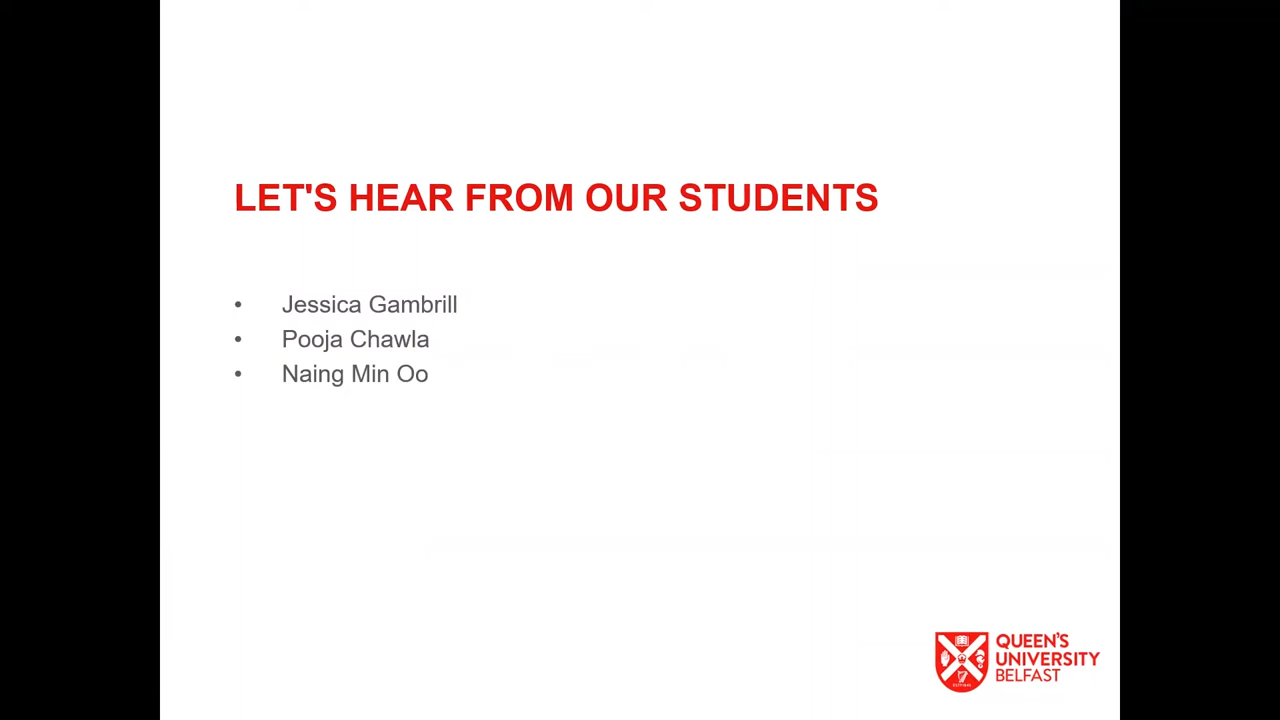 LET'S HEAR FROM OUR STUDENTS
• Jessica Gambrill
• Pooja Chawla
• Naing Min Oo
QUEEN'S
UNIVERSITY
BELFAST